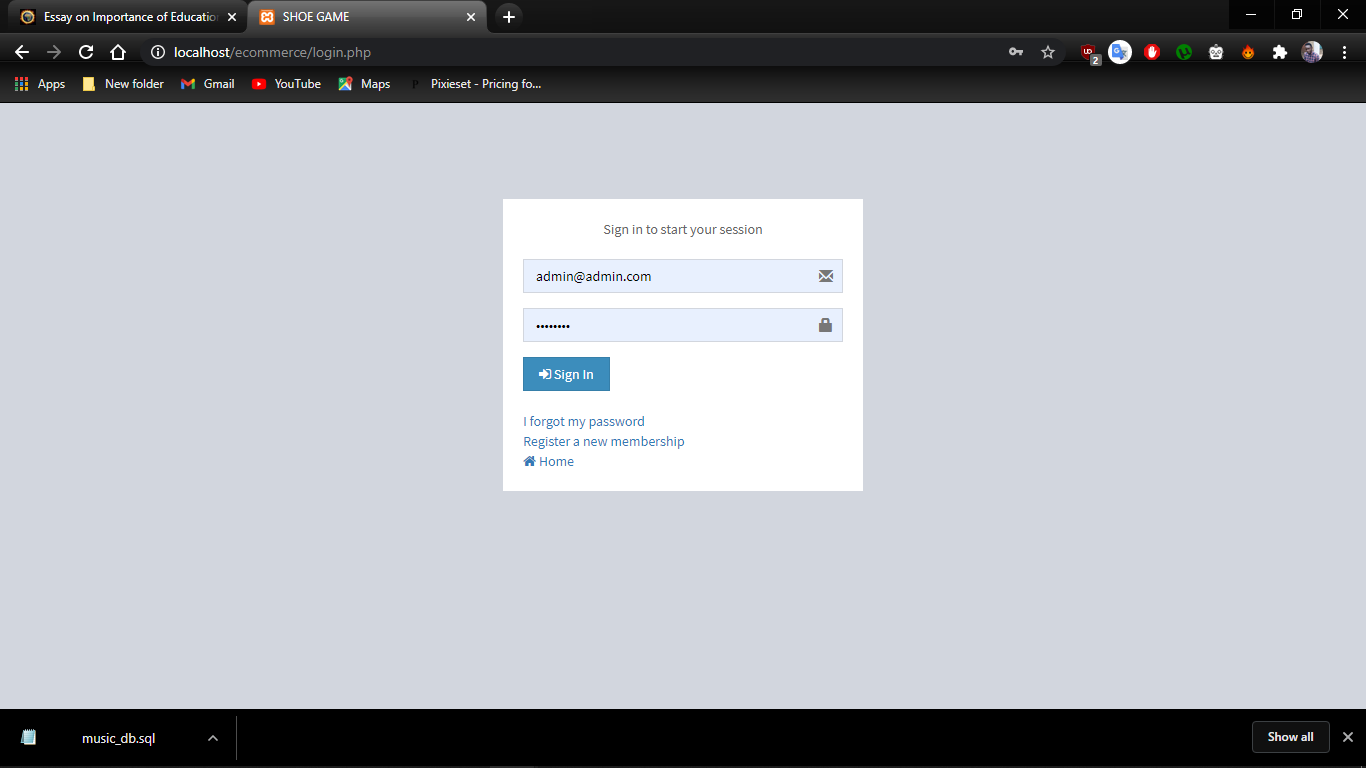 Essay on Importance of Educatio
SHOE GAME
localhost/ecommerce/login.php
2
Apps
New folder
Gmail
YouTube
Maps
Pixieset - Pricing fo...
Sign in to start your session
admin@admin.com
••••••••
Sign In
I forgot my password
Register a new membership
Home
music_db.sql
Show all